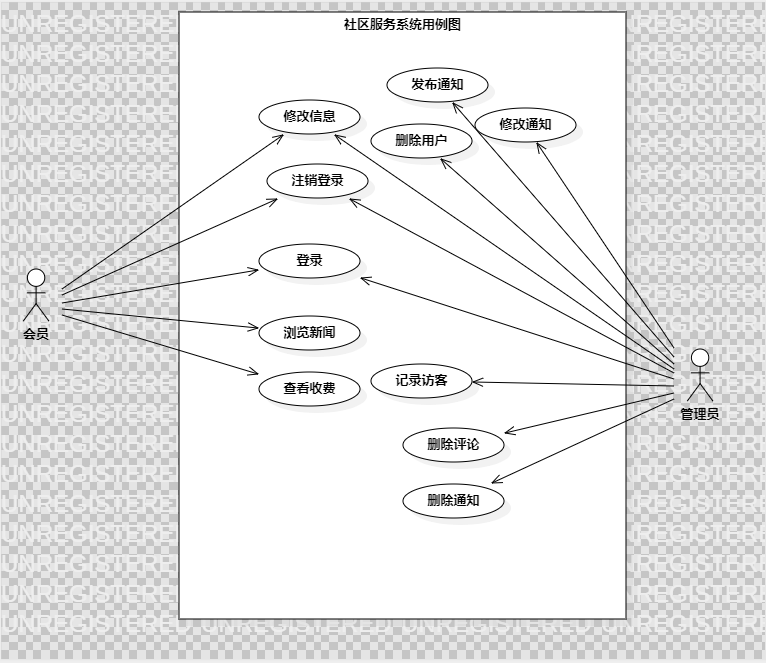 社区服务系统用例图
发布通知
修改信息
修改通知
删除用户
注销登录
登录
会员
浏览新闻
管理员
记录访客
查看收费
删除评论
删除通知
UNREGISTERED UNREGISTERED UNREGISTERED UNREGISTERED